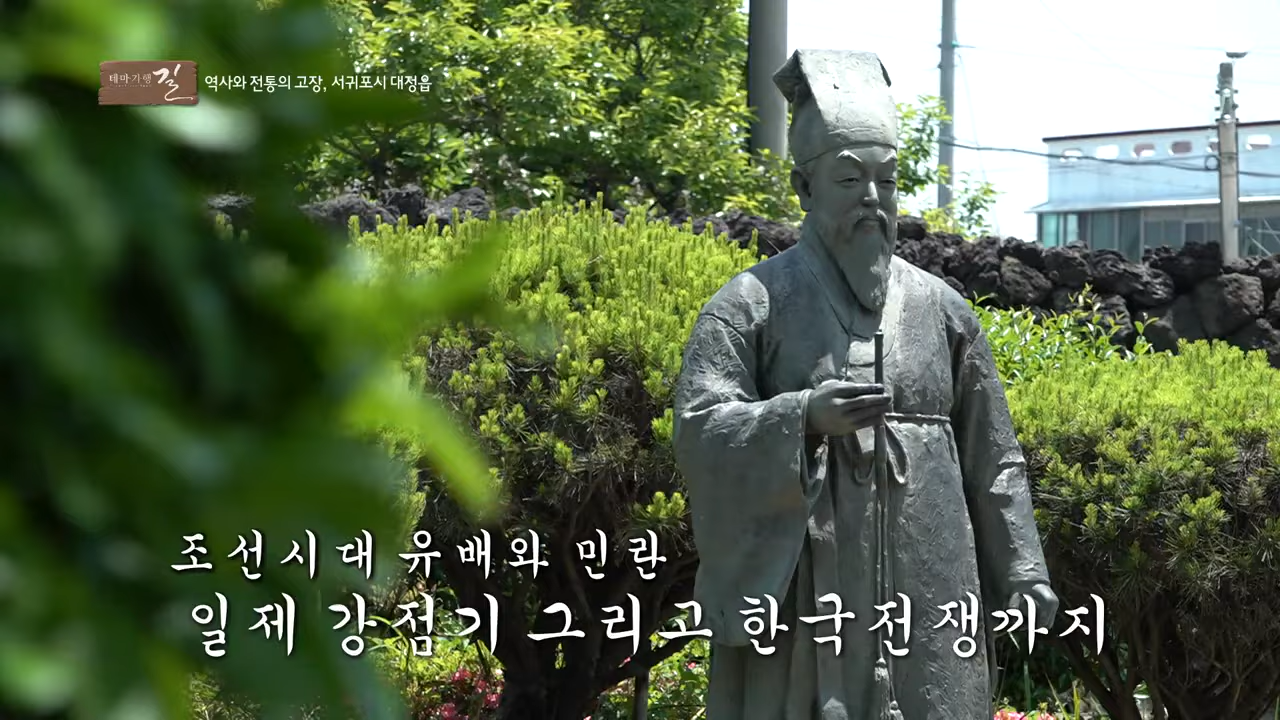 테마기행 길
역사와 전통의 고장, 서귀포시 대정읍
조선시대 유배와 민란
일제 강점기 그리고 한국전쟁까지